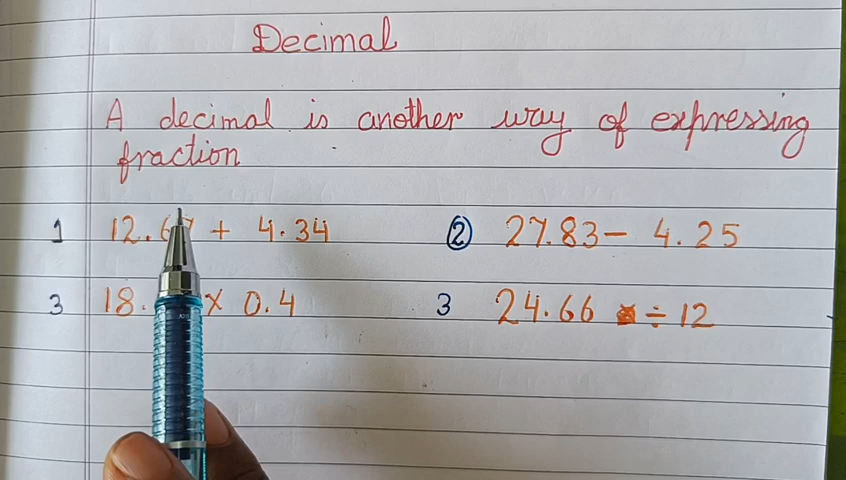 Decimal
A decimal is another way of expressing
fraction
1 12.6 + 4.34 ② 27.83 - 4.25
3 18. x 0.4 3 24.66 ÷ 12